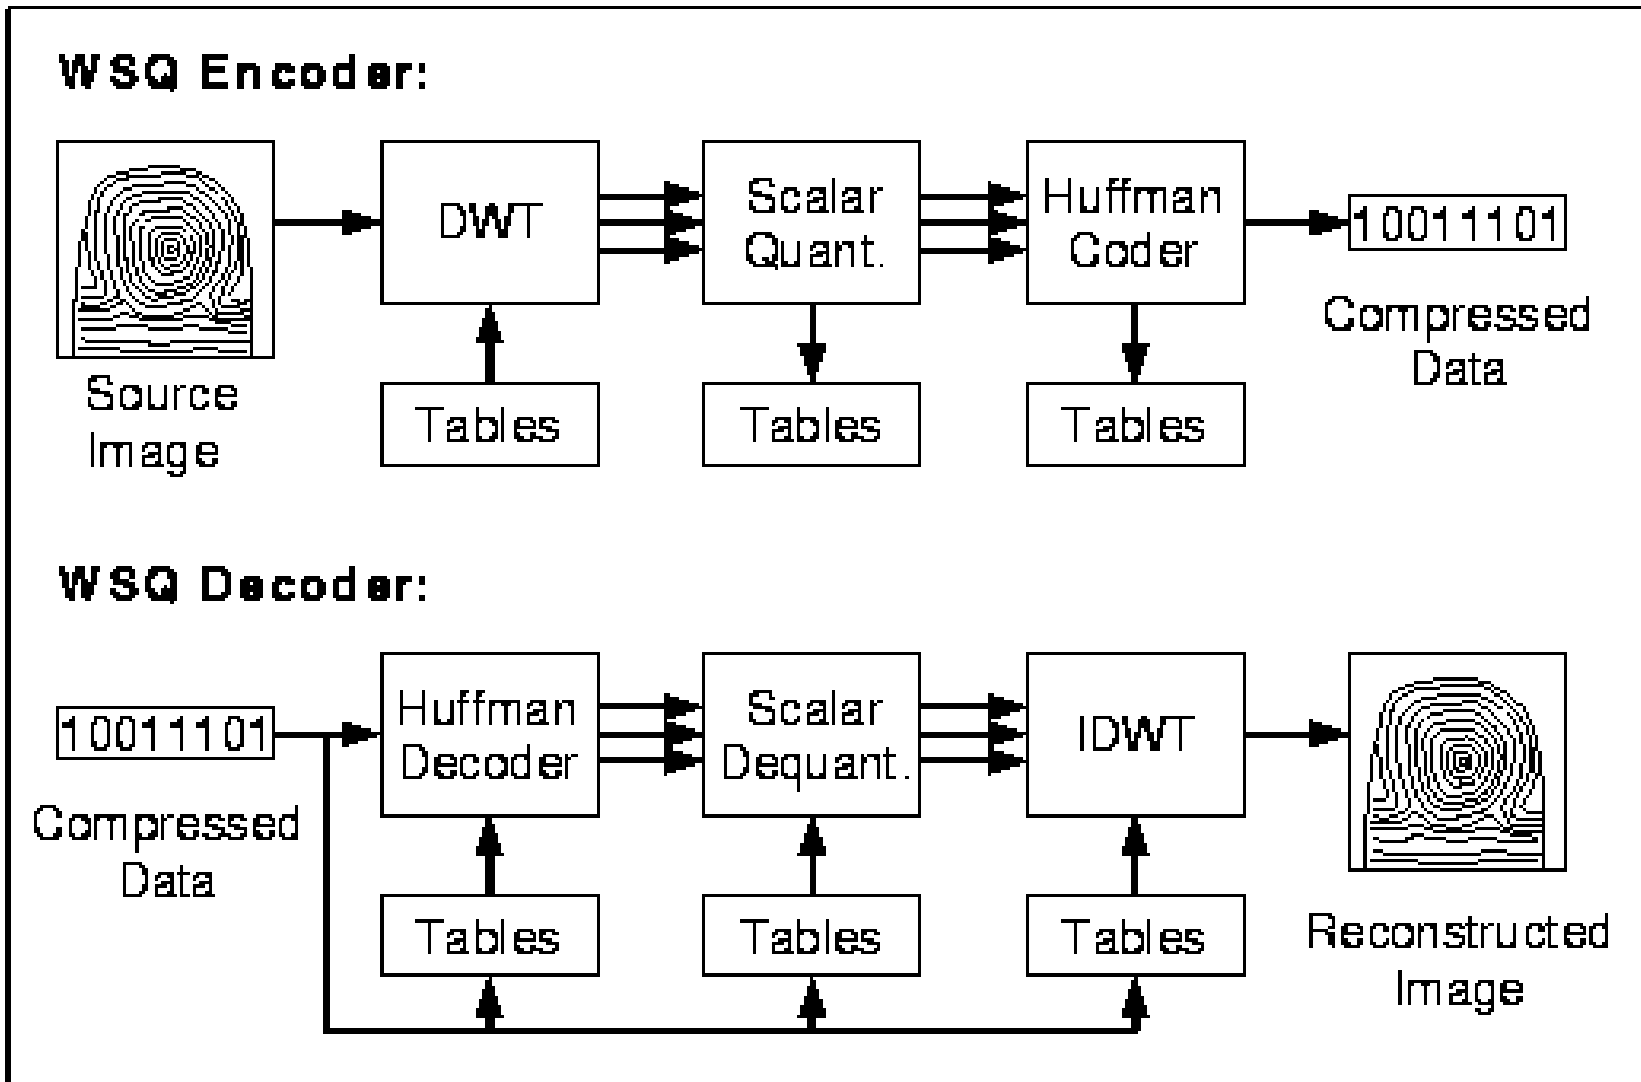 WSQ Encoder:
DWT
Scalar
Quant.
Huffman
Coder
10011101
Source
Image
Tables
Tables
Tables
Compressed
Data
WSQ Decoder:
10011101
Huffman
Decoder
Scalar
Dequant.
IDWT
Compressed
Data
Tables
Tables
Tables
Reconstructed
Image